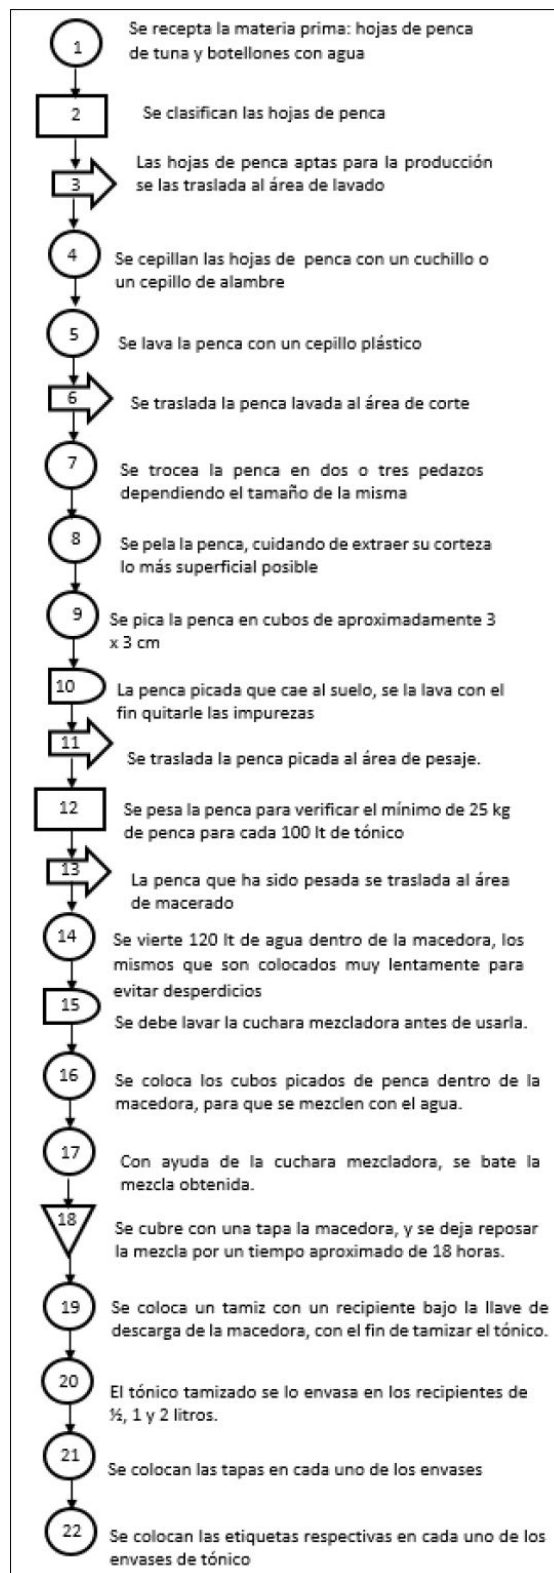 1
Se recepta la materia prima: hojas de penca
de tuna y botellones con agua
2
Se clasifican las hojas de penca
3
Las hojas de penca aptas para la producción
se las traslada al área de lavado
4
Se cepillan las hojas de penca con un cuchillo o
un cepillo de alambre
5
Se lava la penca con un cepillo plástico
6
Se traslada la penca lavada al área de corte
7
Se trocea la penca en dos o tres pedazos
dependiendo el tamaño de la misma
8
Se pela la penca, cuidando de extraer su corteza
lo más superficial posible
9
Se pica la penca en cubos de aproximadamente 3
x 3 cm
10
La penca picada que cae al suelo, se la lava con el
fin quitarle las impurezas
11
Se traslada la penca picada al área de pesaje.
12
Se pesa la penca para verificar el mínimo de 25 kg
de penca para cada 100 lt de tónico
13
La penca que ha sido pesada se traslada al área
de macerado
14
Se vierte 120 lt de agua dentro de la macedora, los
mismos que son colocados muy lentamente para
evitar desperdicios
15
Se debe lavar la cuchara mezcladora antes de usarla.
16
Se coloca los cubos picados de penca dentro de la
macedora, para que se mezclen con el agua.
17
Con ayuda de la cuchara mezcladora, se bate la
mezcla obtenida.
18
Se cubre con una tapa la macedora, y se deja reposar
la mezcla por un tiempo aproximado de 18 horas.
19
Se coloca un tamiz con un recipiente bajo la llave de
descarga de la macedora, con el fin de tamizar el tónico.
20
El tónico tamizado se lo envasa en los recipientes de
½, 1 y 2 litros.
21
Se colocan las tapas en cada uno de los envases
22
Se colocan las etiquetas respectivas en cada uno de los
envases de tónico